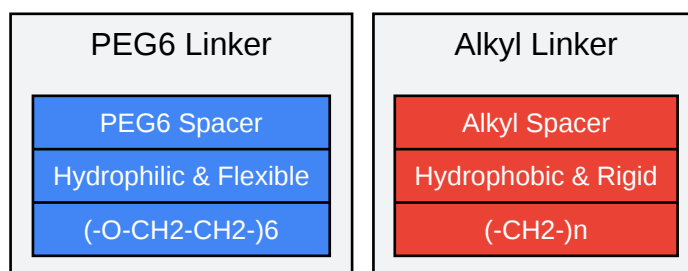 PEG6 Linker
PEG6 Spacer
Hydrophilic & Flexible
(-O-CH2-CH2-)6
Alkyl Linker
Alkyl Spacer
Hydrophobic & Rigid
(-CH2-)n